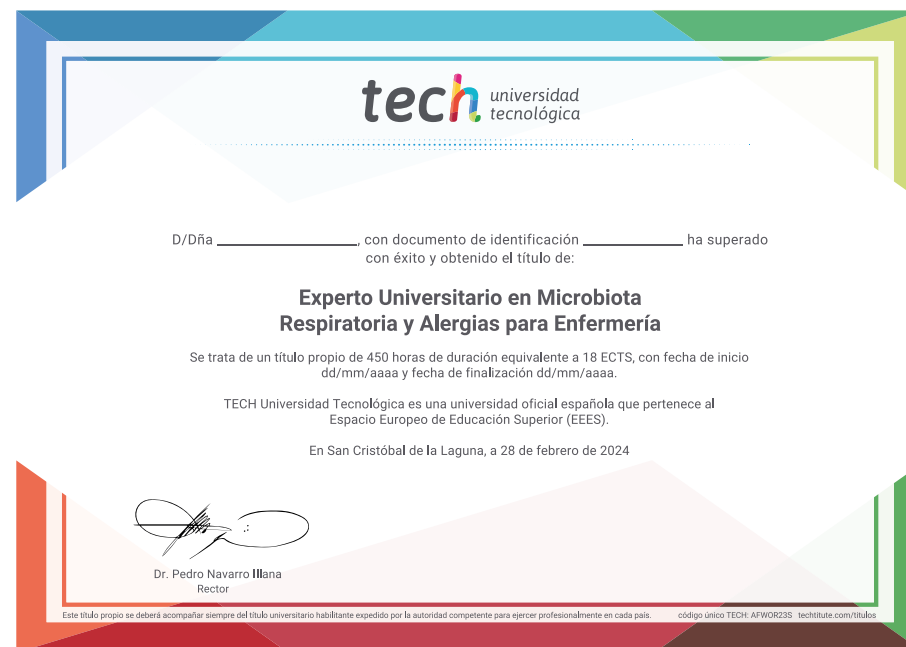 tech universidad
tecnológica
D/Dña ______________, con documento de identificación __________ ha superado
con éxito y obtenido el título de:
Experto Universitario en Microbiota
Respiratoria y Alergias para Enfermería
Se trata de un título propio de 450 horas de duración equivalente a 18 ECTS, con fecha de inicio
dd/mm/aaaa y fecha de finalización dd/mm/aaaa.
TECH Universidad Tecnológica es una universidad oficial española que pertenece al
Espacio Europeo de Educación Superior (EEES).
En San Cristóbal de la Laguna, a 28 de febrero de 2024
Dr. Pedro Navarro Illana
Rector
Este título propio se deberá acompañar siempre del título universitario habilitante expedido por la autoridad competente para ejercer profesionalmente en cada país. código único TECH: AFWOR23S techtitute.com/titulos